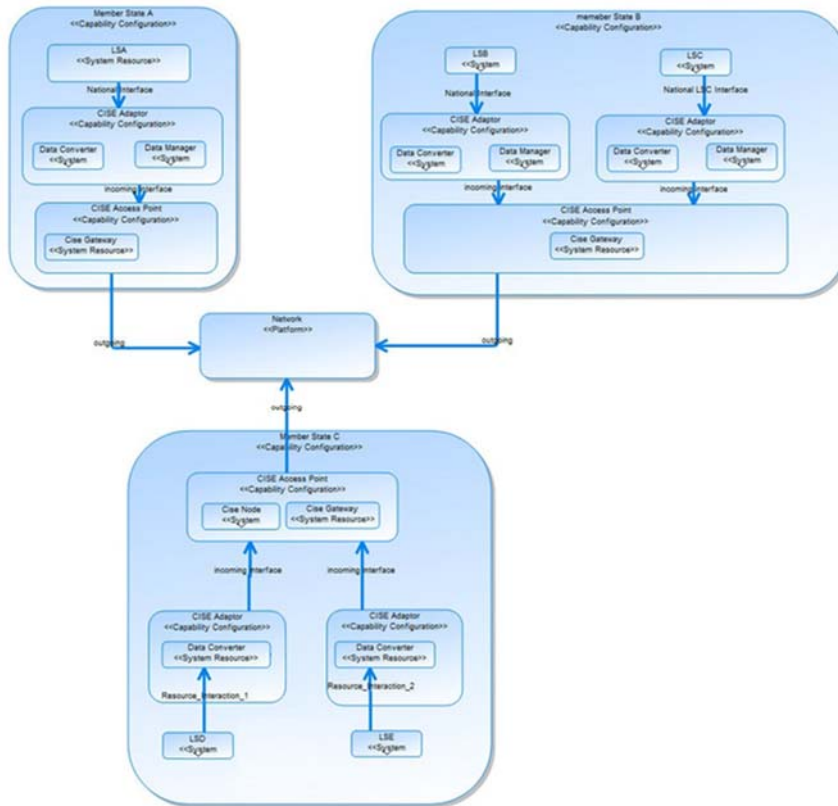 Member State A
<<Capability Configuration>>
LSA
<<System Resource>>
National Interface
CISE Adaptor
<<Capability Configuration>>
Data Converter
<<System
Data Manager
<<System
incoming interface
CISE Access Point
<<Capability Configuration>>
Cise Gateway
<<System Resource>>
outgoing
memeber State B
<<Capability Configuration>>
LSB
<<System
LSC
<<System
National Interface
National LSC Interface
CISE Adaptor
<<Capability Configuration>>
Data Converter
<<System
Data Manager
<<System
CISE Adaptor
<<Capability Configuration>>
Data Converter
<<System
Data Manager
<<System
incoming interface
incoming interface
CISE Access Point
<<Capability Configuration>>
Cise Gateway
<<System Resource>>
outgoing
Network
<<Platform>>
outgoing
Member State C
<<Capability Configuration>>
CISE Access Point
<<Capability Configuration>>
Cise Node
<<System
Cise Gateway
<<System Resource>>
incoming interface
incoming interface
CISE Adaptor
<<Capability Configuration>>
Data Converter
<<System Resource>>
Resource_Interaction_1
LSD
<<System
CISE Adaptor
<<Capability Configuration>>
Data Converter
<<System Resource>>
Resource_Interaction_2
LSE
<<System